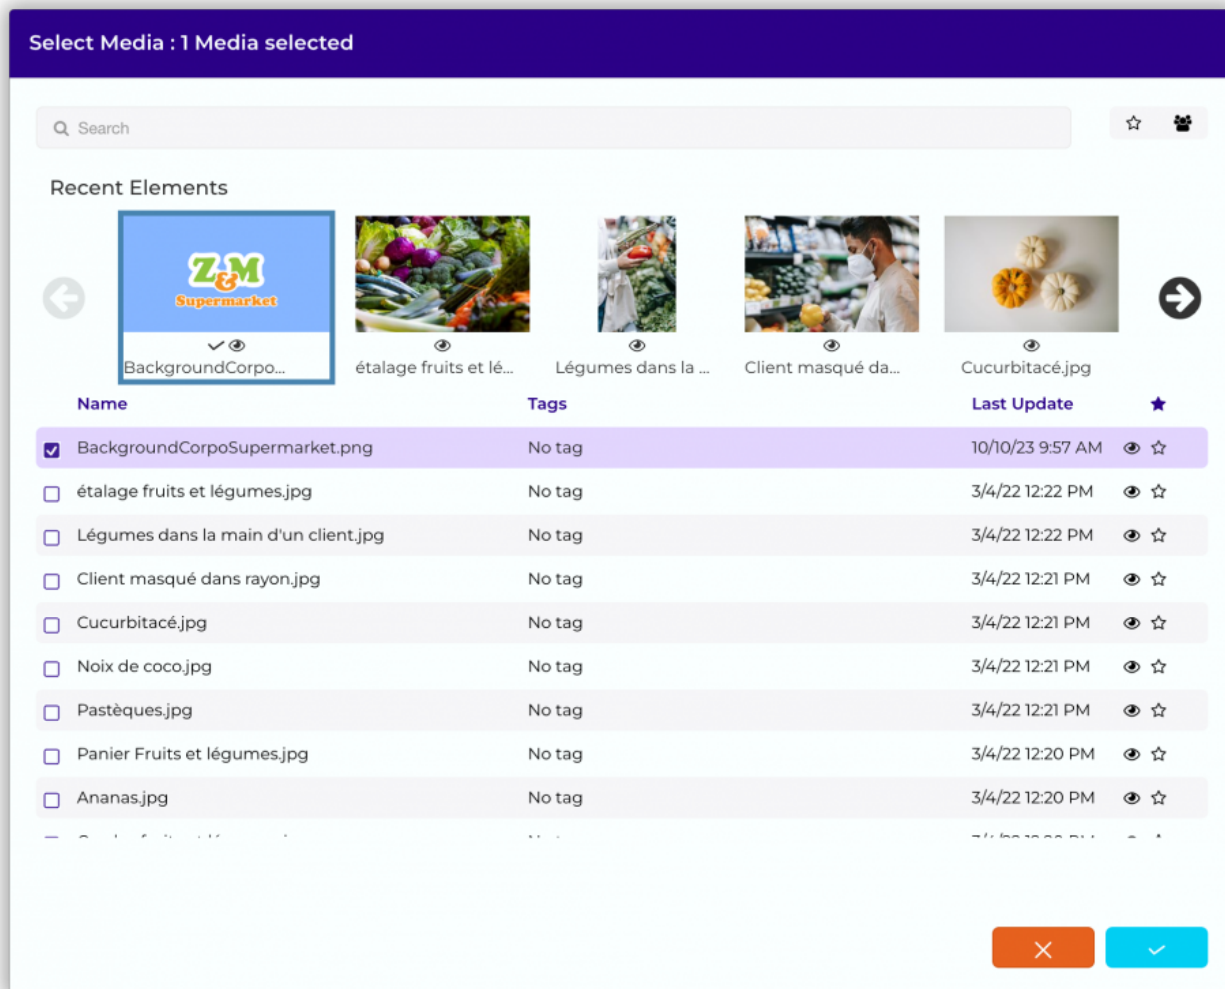 Select Media : 1 Media selected
Search
Recent Elements
Z&M
Supermarket
BackgroundCorpo...
étalage fruits et lé...
Légumes dans la ...
Client masqué da...
Cucurbitacé.jpg
Name Tags Last Update
BackgroundCorpoSupermarket.png No tag 10/10/23 9:57 AM
étalage fruits et légumes.jpg No tag 3/4/22 12:22 PM
Légumes dans la main d'un client.jpg No tag 3/4/22 12:22 PM
Client masqué dans rayon.jpg No tag 3/4/22 12:21 PM
Cucurbitacé.jpg No tag 3/4/22 12:21 PM
Noix de coco.jpg No tag 3/4/22 12:21 PM
Pastèques.jpg No tag 3/4/22 12:21 PM
Panier Fruits et légumes.jpg No tag 3/4/22 12:20 PM
Ananas.jpg No tag 3/4/22 12:20 PM